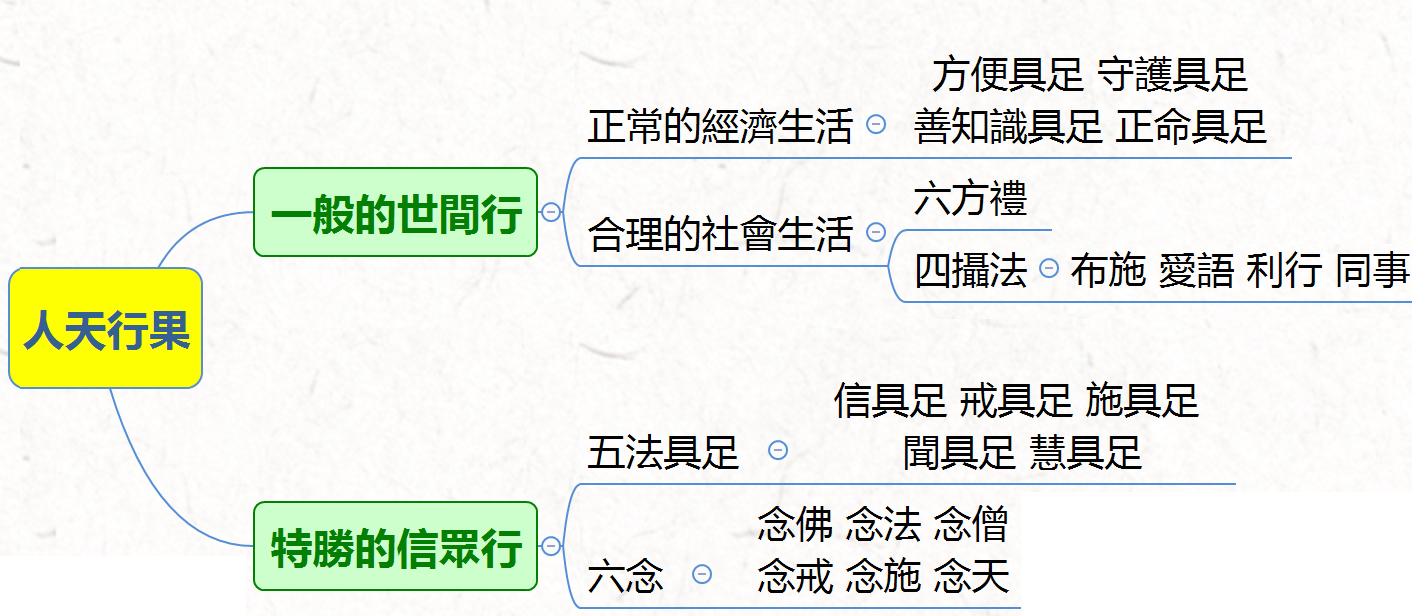 人天行果
一般的世間行
正常的經濟生活
方便具足 守護具足
善知識具足 正命具足
合理的社會生活
六方禮
四攝法 布施 愛語 利行 同事
特勝的信眾行
五法具足
信具足 戒具足 施具足
聞具足 慧具足
六念
念佛 念法 念僧
念戒 念施 念天